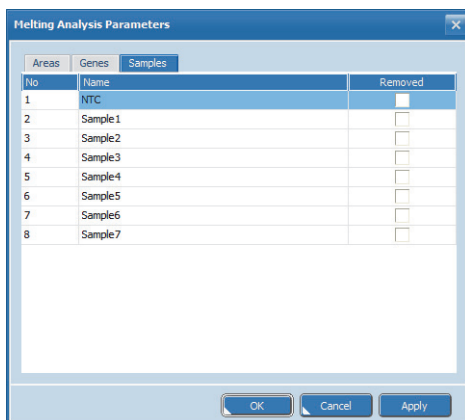 Melting Analysis Parameters
Areas Genes Samples
No Name Removed
1 NTC
2 Sample1
3 Sample2
4 Sample3
5 Sample4
6 Sample5
7 Sample6
8 Sample7
OK Cancel Apply